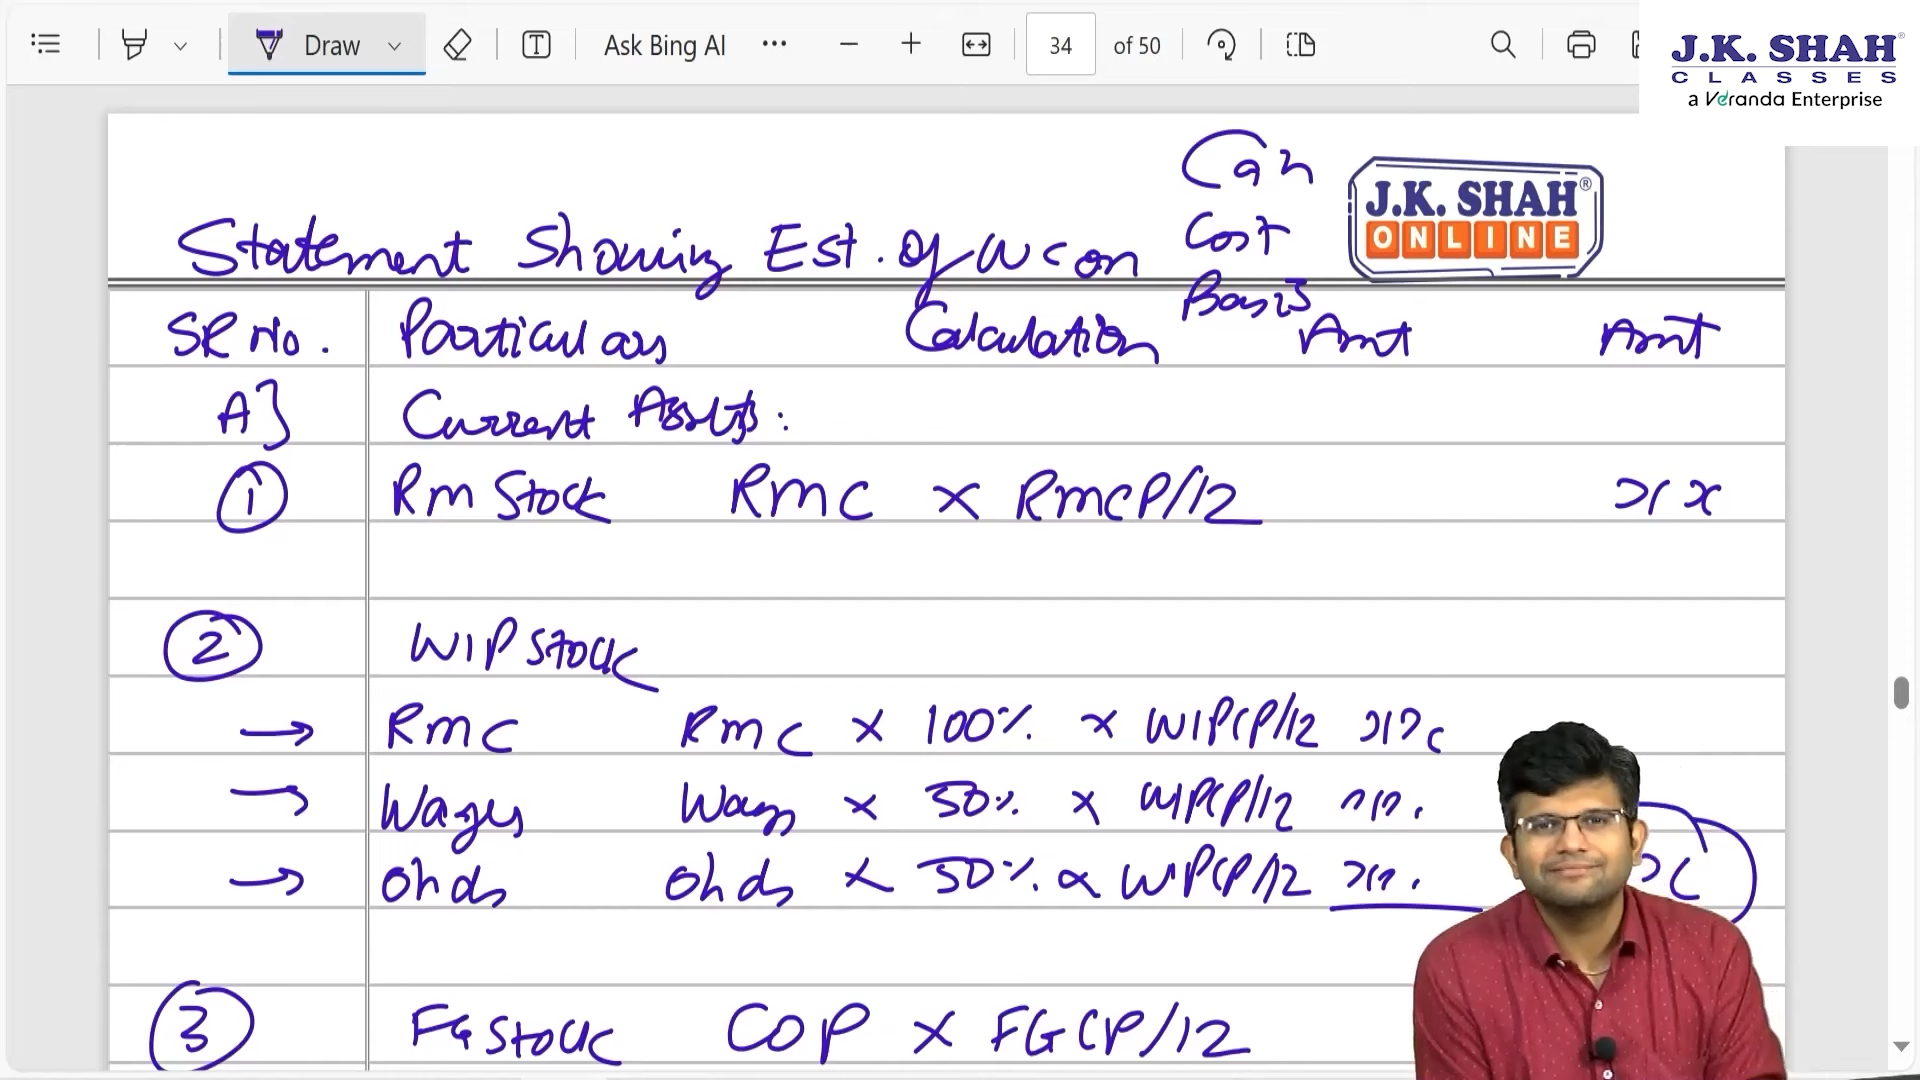 Draw
Ask Bing AI
34 of 50
J.K. SHAH®
CLASSES
a Veranda Enterprise
Statement Showing Est. of WC on Cash Cost Basis
J.K. SHAH®
ONLINE
SR No. Particulars Calculation Amt Amt
A] Current Assets:
1 Rm Stock RMC × RMCP/12 xx
2 WIP Stock
→ RMC RMC × 100% × WIPCP/12
→ Wages Wages × 50% × WIPCP/12
→ Ohds Ohds × 50% × WIPCP/12
3 FG Stock COP × FGCP/12